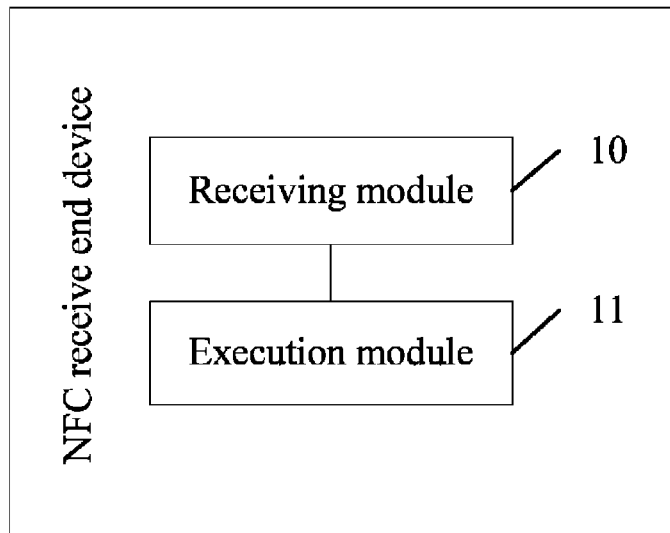 NFC receive end device
Receiving module
10
Execution module
11